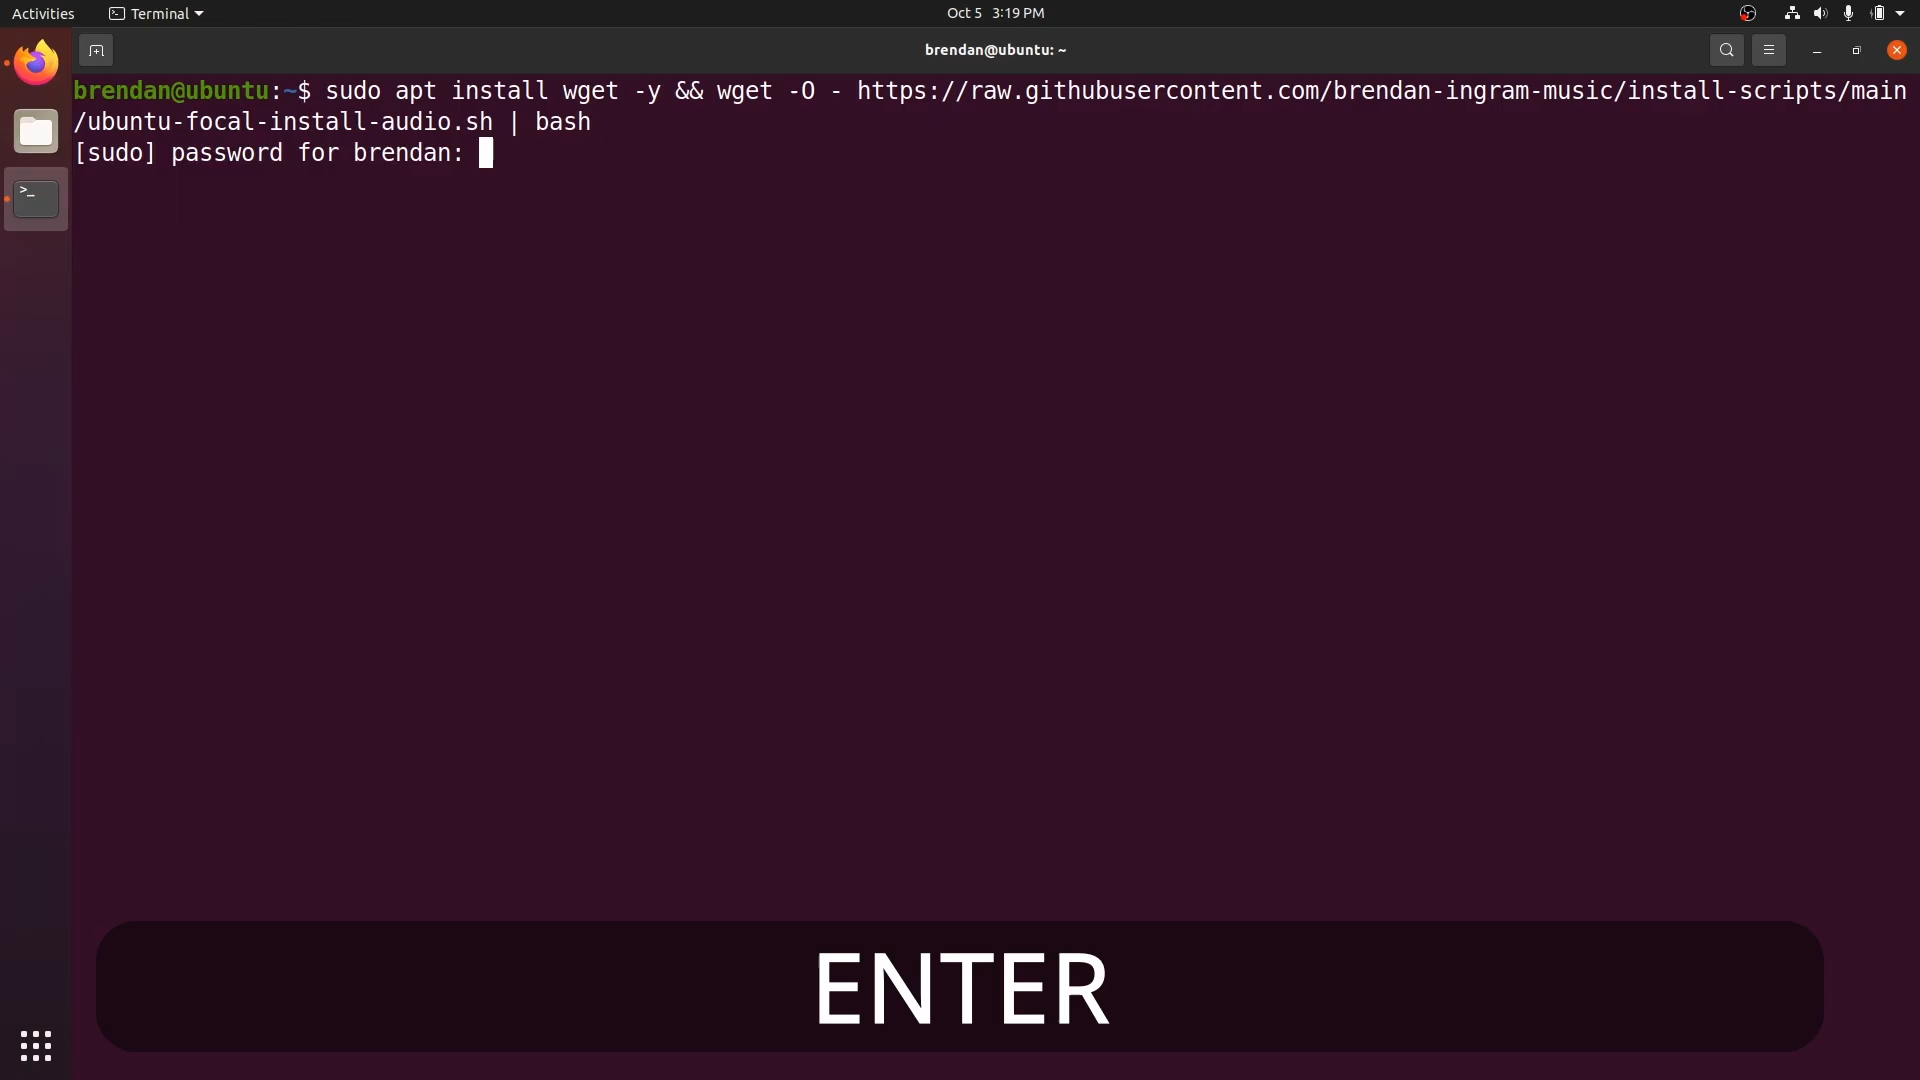 Activities Terminal Oct 5 3:19 PM
brendan@ubuntu: ~
brendan@ubuntu:~$ sudo apt install wget -y && wget -O - https://raw.githubusercontent.com/brendan-ingram-music/install-scripts/main
/ubuntu-focal-install-audio.sh | bash
[sudo] password for brendan:
ENTER